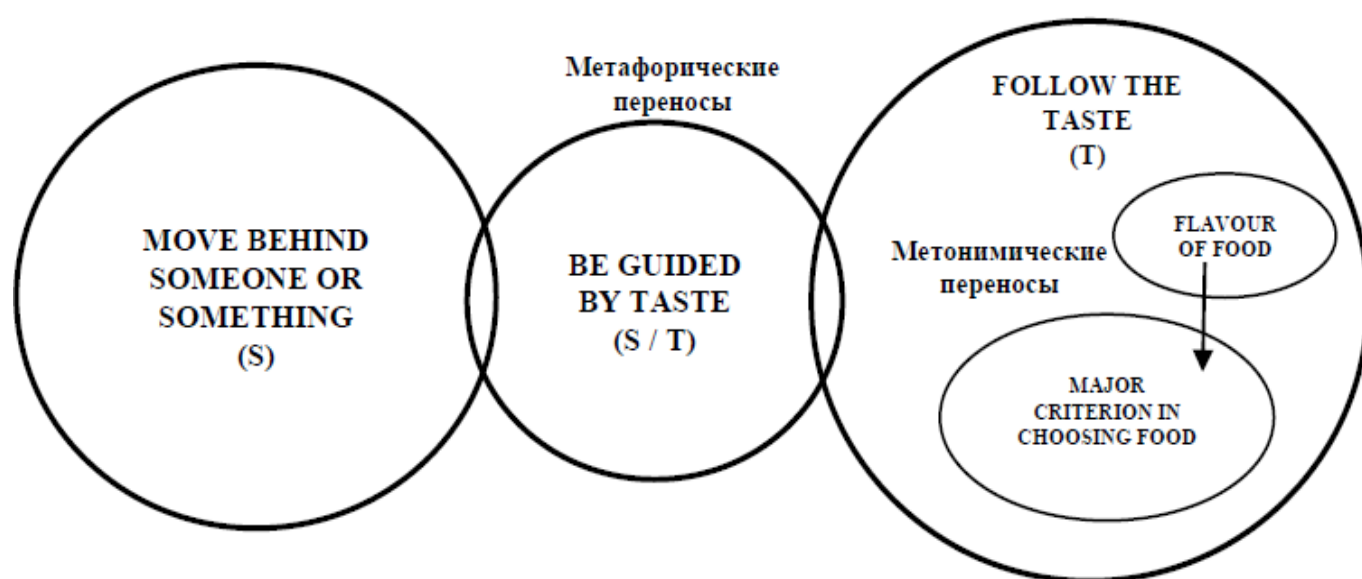 MOVE BEHIND
SOMEONE OR
SOMETHING
(S)
Метафорические
переносы
BE GUIDED
BY TASTE
(S / T)
FOLLOW THE
TASTE
(T)
FLAVOUR
OF FOOD
Метонимические
переносы
MAJOR
CRITERION IN
CHOOSING FOOD